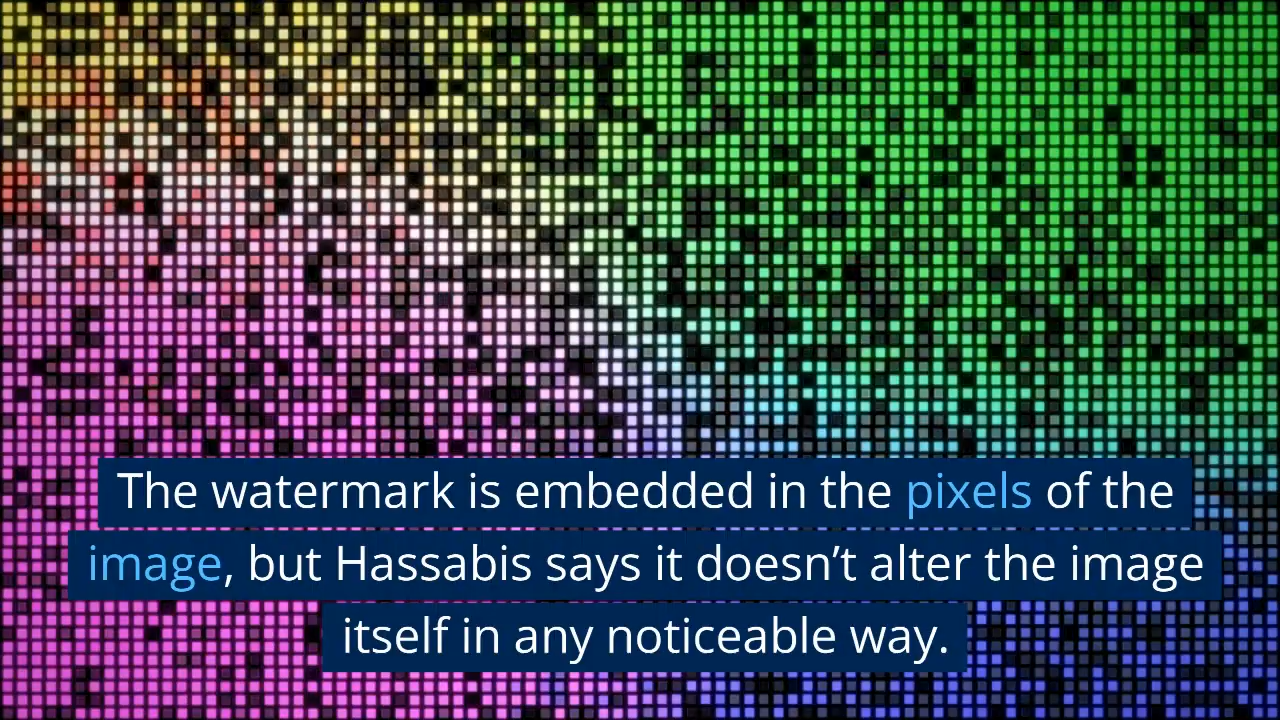 The watermark is embedded in the pixels of the
image, but Hassabis says it doesn’t alter the image
itself in any noticeable way.